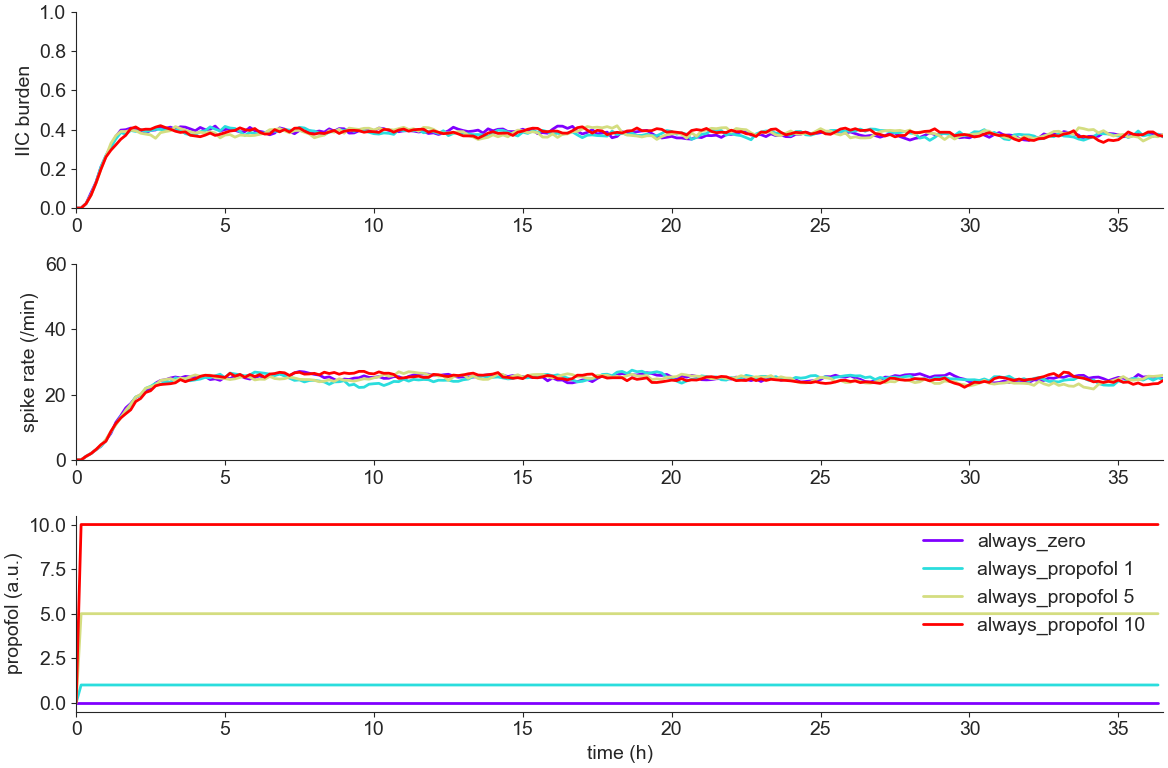 IIC burden
1.0
0.8
0.6
0.4
0.2
0.0
0 5 10 15 20 25 30 35
spike rate (/min)
60
40
20
0
0 5 10 15 20 25 30 35
propofol (a.u.)
10.0
7.5
5.0
2.5
0.0
always_zero
always_propofol 1
always_propofol 5
always_propofol 10
0 5 10 15 20 25 30 35
time (h)